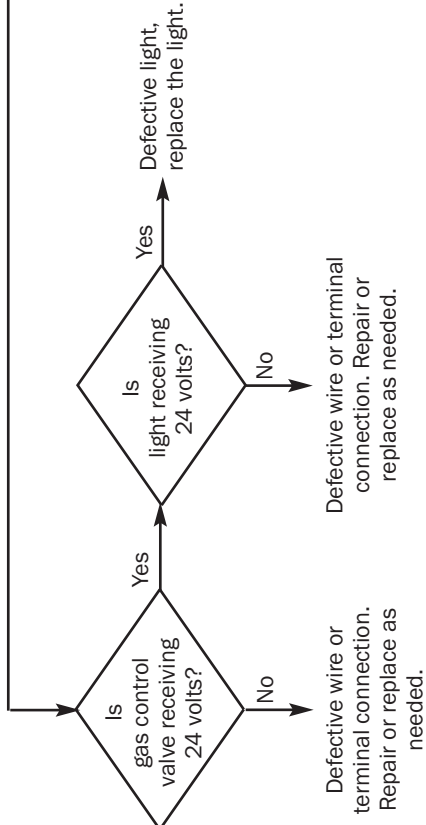 Is
gas control
valve receiving
24 volts?
Yes
No
Defective wire or
terminal connection.
Repair or replace as
needed.
Is
light receiving
24 volts?
Yes
No
Defective wire or terminal
connection. Repair or
replace as needed.
Defective light,
replace the light.